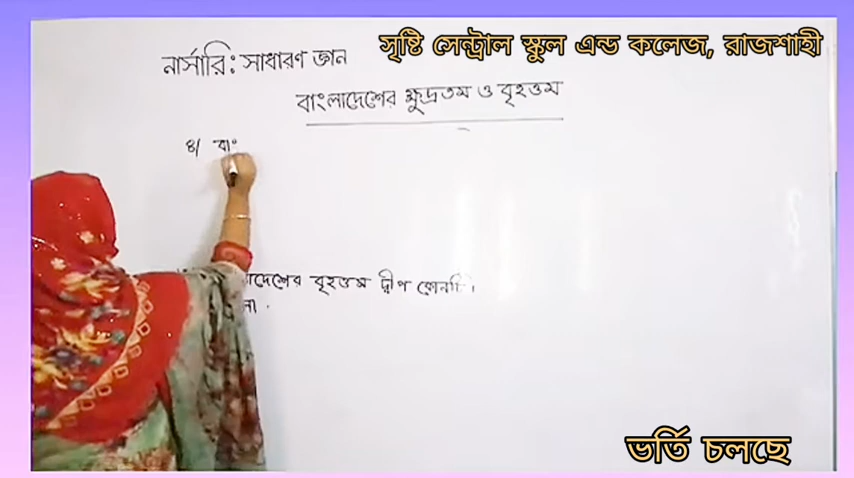 সৃষ্টি সেন্ট্রাল স্কুল এন্ড কলেজ, রাজশাহী
নার্সারি: সাধারণ জ্ঞান
বাংলাদেশের ক্ষুদ্রতম ও বৃহত্তম
৪/ বাং
াদেশের বৃহত্তম দ্বীপ কোনটি।
ভর্তি চলছে